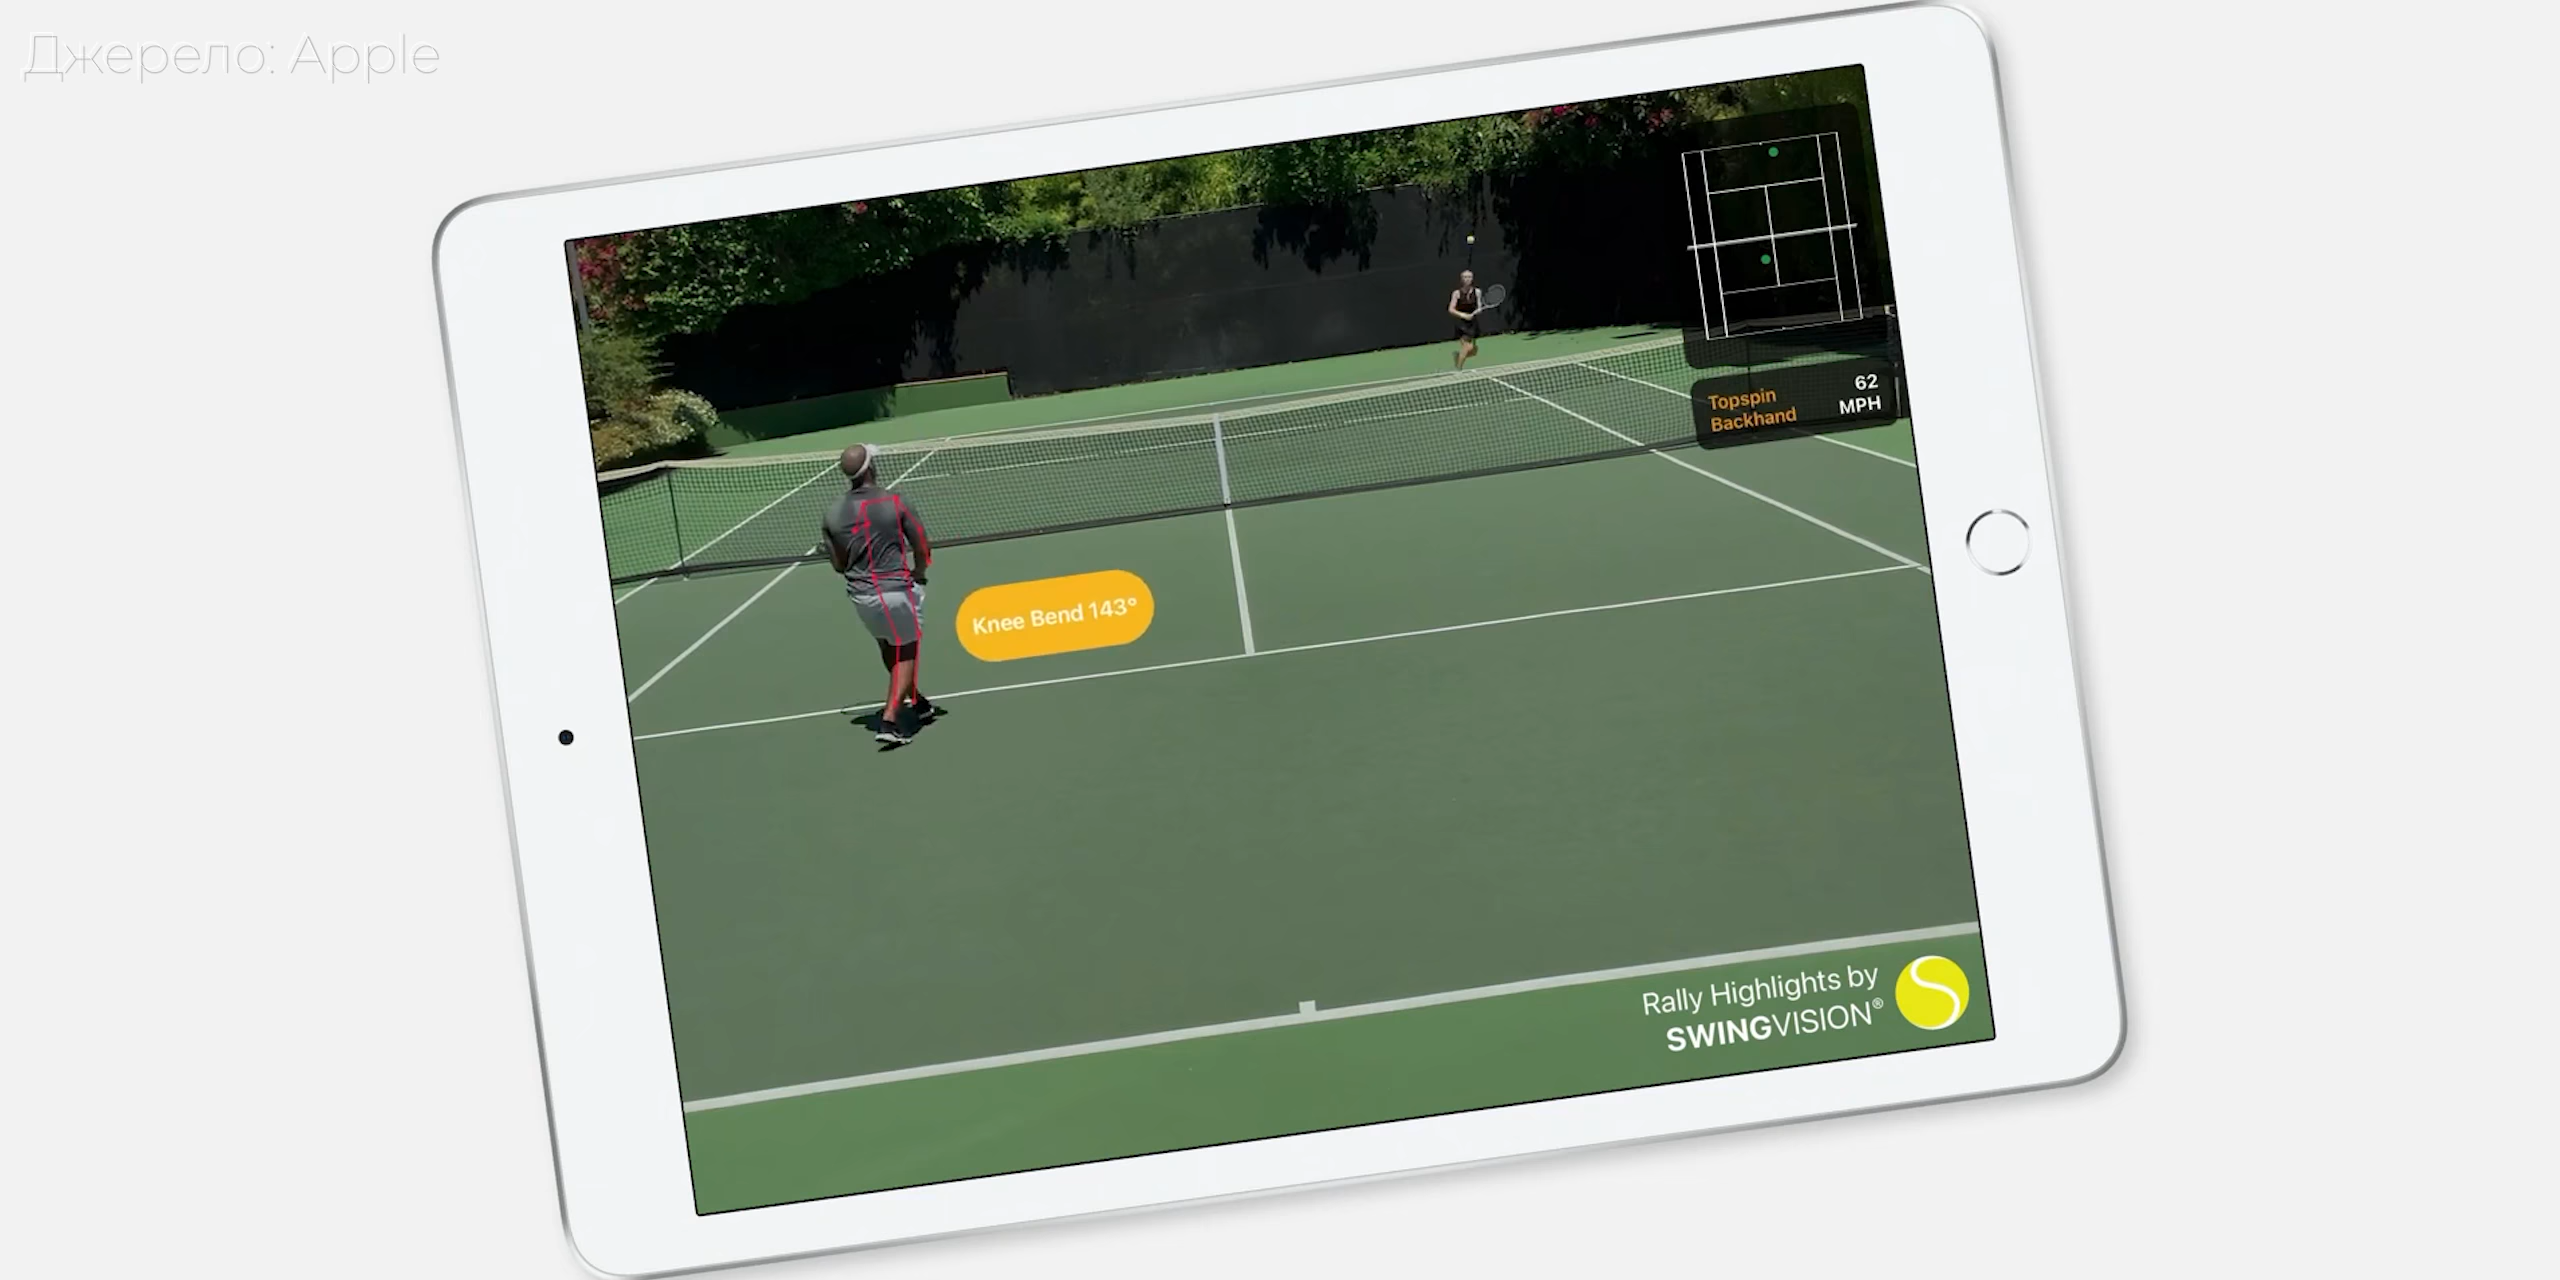 Джерело: Apple
62
Topspin
MPH
Backhand
Knee Bend 143°
Rally Highlights by
SWINGVISION®